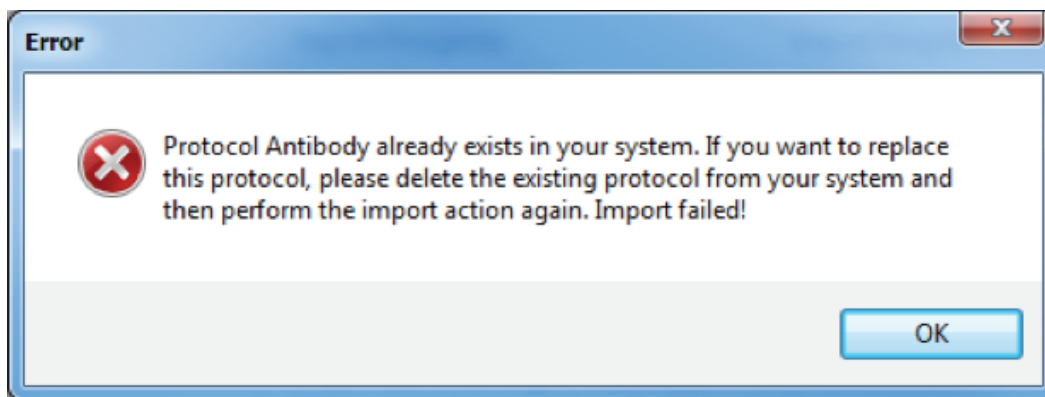 Error
Protocol Antibody already exists in your system. If you want to replace
this protocol, please delete the existing protocol from your system and
then perform the import action again. Import failed!
OK